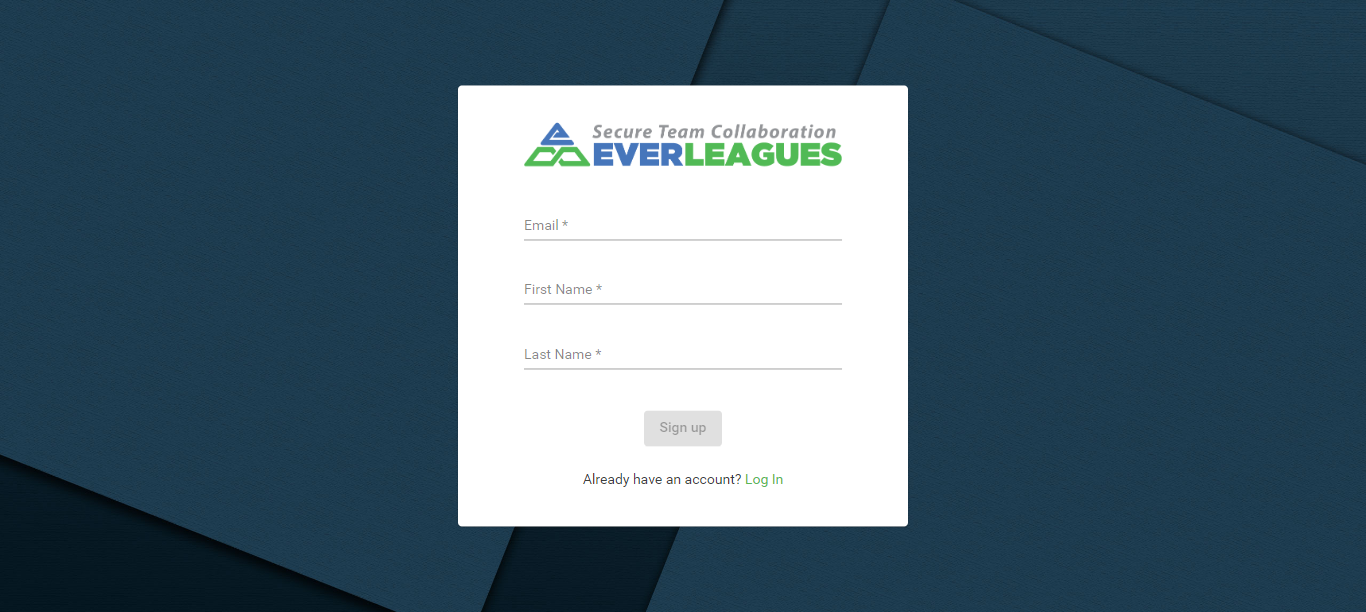 Secure Team Collaboration
EVERLEAGUES
Email *
First Name *
Last Name *
Sign up
Already have an account? Log In